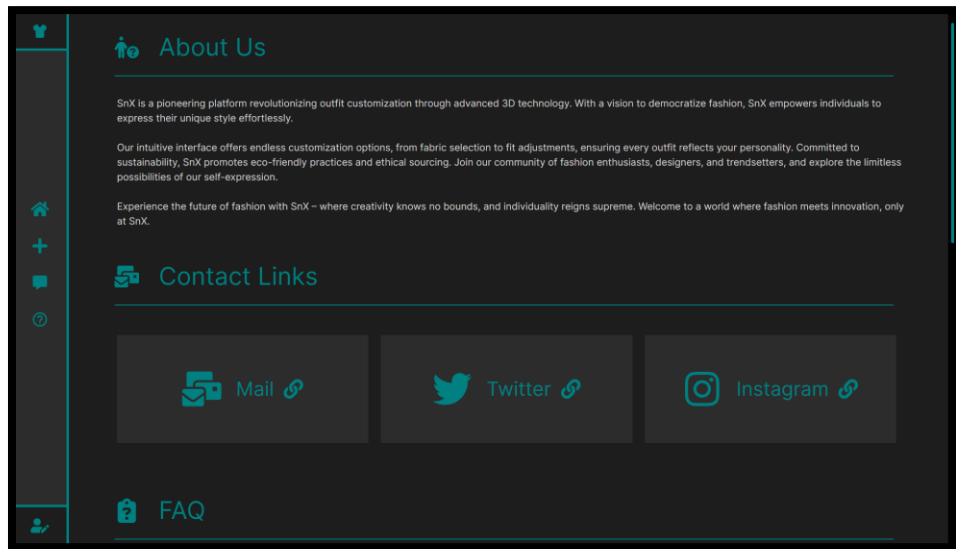 About Us
SnX is a pioneering platform revolutionizing outfit customization through advanced 3D technology. With a vision to democratize fashion, SnX empowers individuals to
express their unique style effortlessly.
Our intuitive interface offers endless customization options, from fabric selection to fit adjustments, ensuring every outfit reflects your personality. Committed to
sustainability, SnX promotes eco-friendly practices and ethical sourcing. Join our community of fashion enthusiasts, designers, and trendsetters, and explore the limitless
possibilities of our self-expression.
Experience the future of fashion with SnX – where creativity knows no bounds, and individuality reigns supreme. Welcome to a world where fashion meets innovation, only
at SnX.
Contact Links
Mail
Twitter
Instagram
FAQ